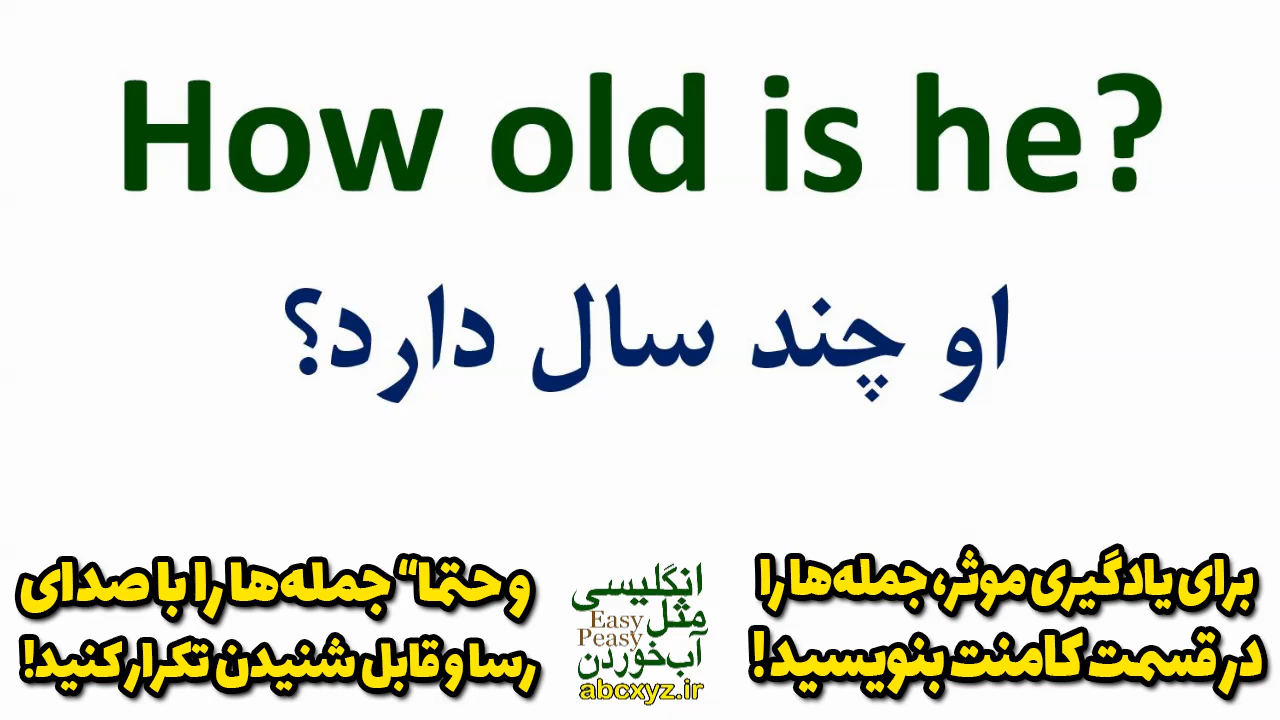 How old is he?
او چند سال دارد؟
برای یادگیری موثر، جمله‌ها را
در قسمت کامنت بنویسید!
انگلیسی
مثل Easy
Peasy
آب خوردن
abcxyz.ir
و حتما“ جمله‌ها را با صدای
رسا و قابل شنیدن تکرار کنید!